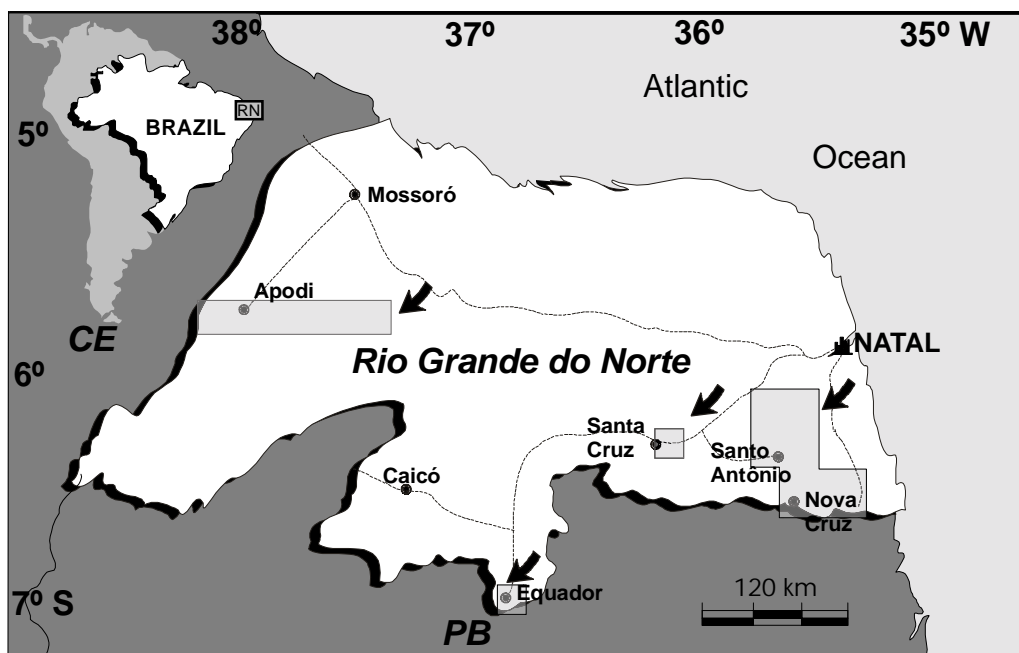 38º 37º 36º 35º W
Atlantic
RN
BRAZIL
5º
Ocean
Mossoró
Apodi
CE
NATAL
Rio Grande do Norte
6º
Santa
Cruz
Santo
Antônio
Caicó
Nova
Cruz
120 km
Equador
7º S
PB